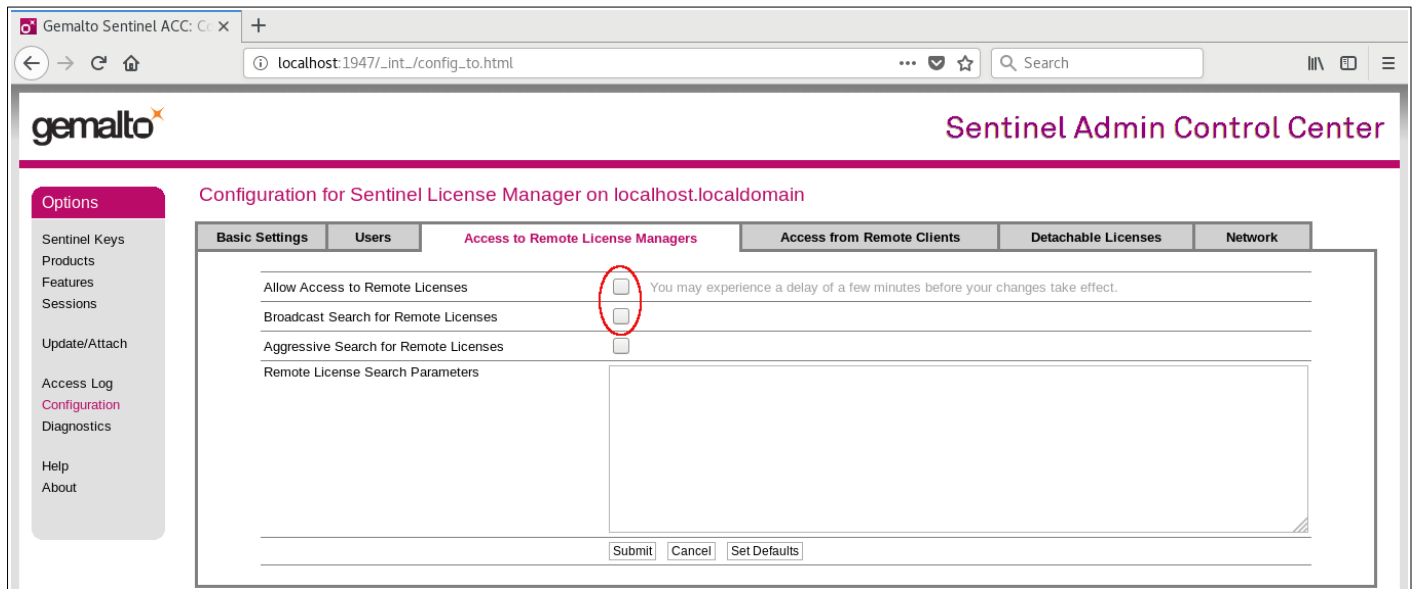 Gemalto Sentinel ACC: Co
localhost:1947/_int_/config_to.html
Search
gemalto
Sentinel Admin Control Center
Options
Sentinel Keys
Products
Features
Sessions
Update/Attach
Access Log
Configuration
Diagnostics
Help
About
Configuration for Sentinel License Manager on localhost.localdomain
Basic Settings Users Access to Remote License Managers Access from Remote Clients Detachable Licenses Network
Allow Access to Remote Licenses You may experience a delay of a few minutes before your changes take effect.
Broadcast Search for Remote Licenses
Aggressive Search for Remote Licenses
Remote License Search Parameters
Submit Cancel Set Defaults